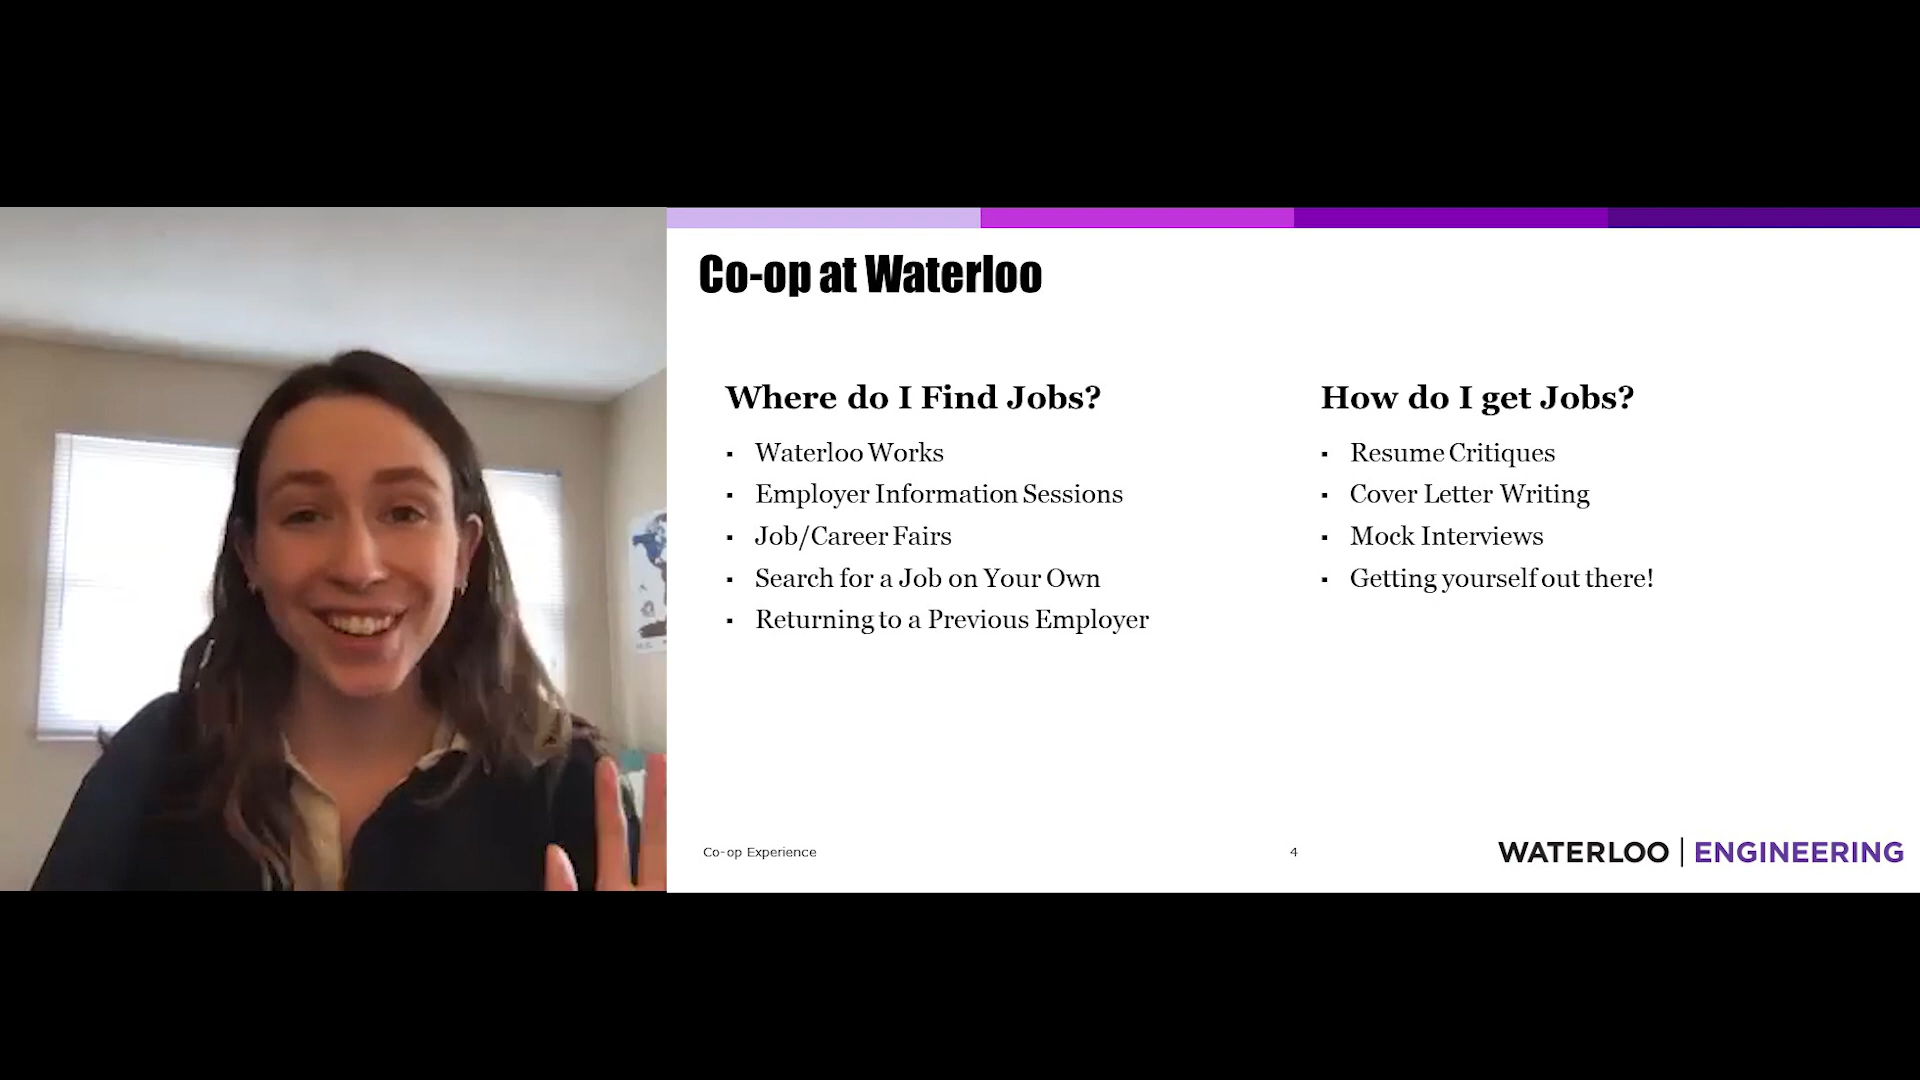 Co-op at Waterloo
Where do I Find Jobs?
▪ Waterloo Works
▪ Employer Information Sessions
▪ Job/Career Fairs
▪ Search for a Job on Your Own
▪ Returning to a Previous Employer
How do I get Jobs?
▪ Resume Critiques
▪ Cover Letter Writing
▪ Mock Interviews
▪ Getting yourself out there!
Co-op Experience
4
WATERLOO | ENGINEERING